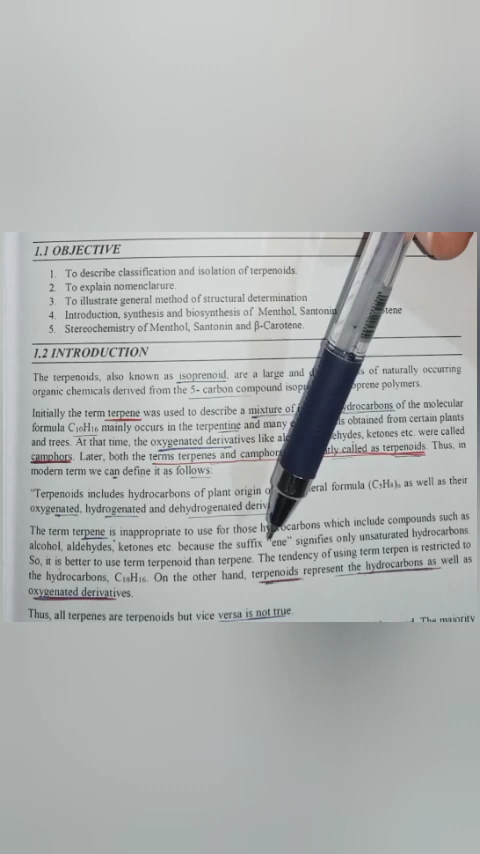 1.1 OBJECTIVE
1. To describe classification and isolation of terpenoids.
2. To explain nomenclarure.
3. To illustrate general method of structural determination
4. Introduction, synthesis and biosynthesis of Menthol, Santonin tene
5. Stereochemistry of Menthol, Santonin and β-Carotene.
1.2 INTRODUCTION
The terpenoids, also known as isoprenoid, are a large and of naturally occurring
organic chemicals derived from the 5- carbon compound isop prene polymers.
Initially the term terpene was used to describe a mixture of drocarbons of the molecular
formula C₁₀H₁₆ mainly occurs in the terpentine and many obtained from certain plants
and trees. At that time, the oxygenated derivatives like al ehydes, ketones etc. were called
camphors. Later, both the terms terpenes and camphor rly called as terpenoids. Thus, in
modern term we can define it as follows:
"Terpenoids includes hydrocarbons of plant origin o eral formula (C₅H₈)ₙ as well as their
oxygenated, hydrogenated and dehydrogenated deriv
The term terpene is inappropriate to use for those hydrocarbons which include compounds such as
alcohol, aldehydes, ketones etc. because the suffix "ene" signifies only unsaturated hydrocarbons.
So, it is better to use term terpenoid than terpene. The tendency of using term terpen is restricted to
the hydrocarbons, C₁₀H₁₆. On the other hand, terpenoids represent the hydrocarbons as well as
oxygenated derivatives.
Thus, all terpenes are terpenoids but vice versa is not true.
The majority